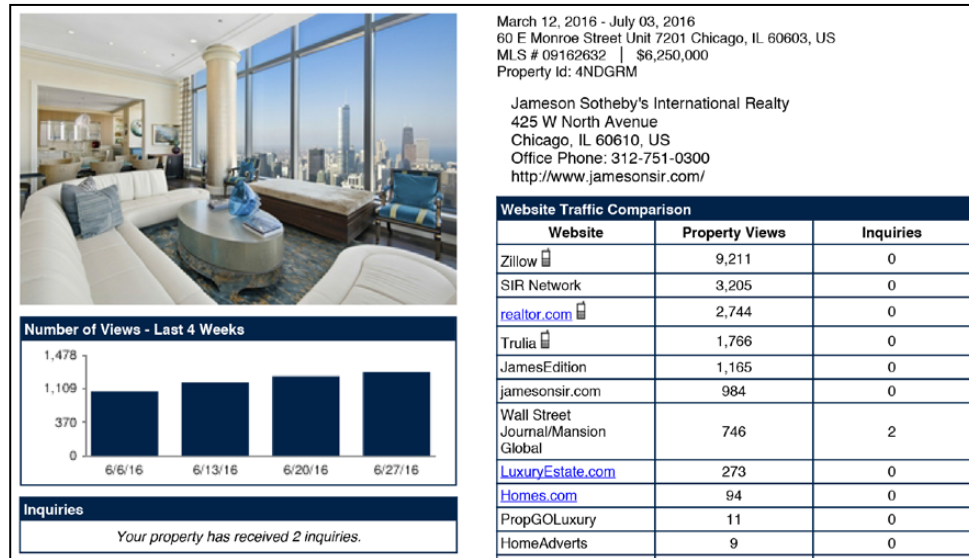 March 12, 2016 - July 03, 2016
60 E Monroe Street Unit 7201 Chicago, IL 60603, US
MLS # 09162632 | $6,250,000
Property Id: 4NDGRM
Jameson Sotheby's International Realty
425 W North Avenue
Chicago, IL 60610, US
Office Phone: 312-751-0300
http://www.jamesonsir.com/
Number of Views - Last 4 Weeks
1,478
1,109
370
0
6/6/16 6/13/16 6/20/16 6/27/16
Inquiries
Your property has received 2 inquiries.
Website Traffic Comparison
Website Property Views Inquiries
Zillow 9,211 0
SIR Network 3,205 0
realtor.com 2,744 0
Trulia 1,766 0
JamesEdition 1,165 0
jamesonsir.com 984 0
Wall Street
Journal/Mansion 746 2
Global
LuxuryEstate.com 273 0
Homes.com 94 0
PropGOLuxury 11 0
HomeAdverts 9 0